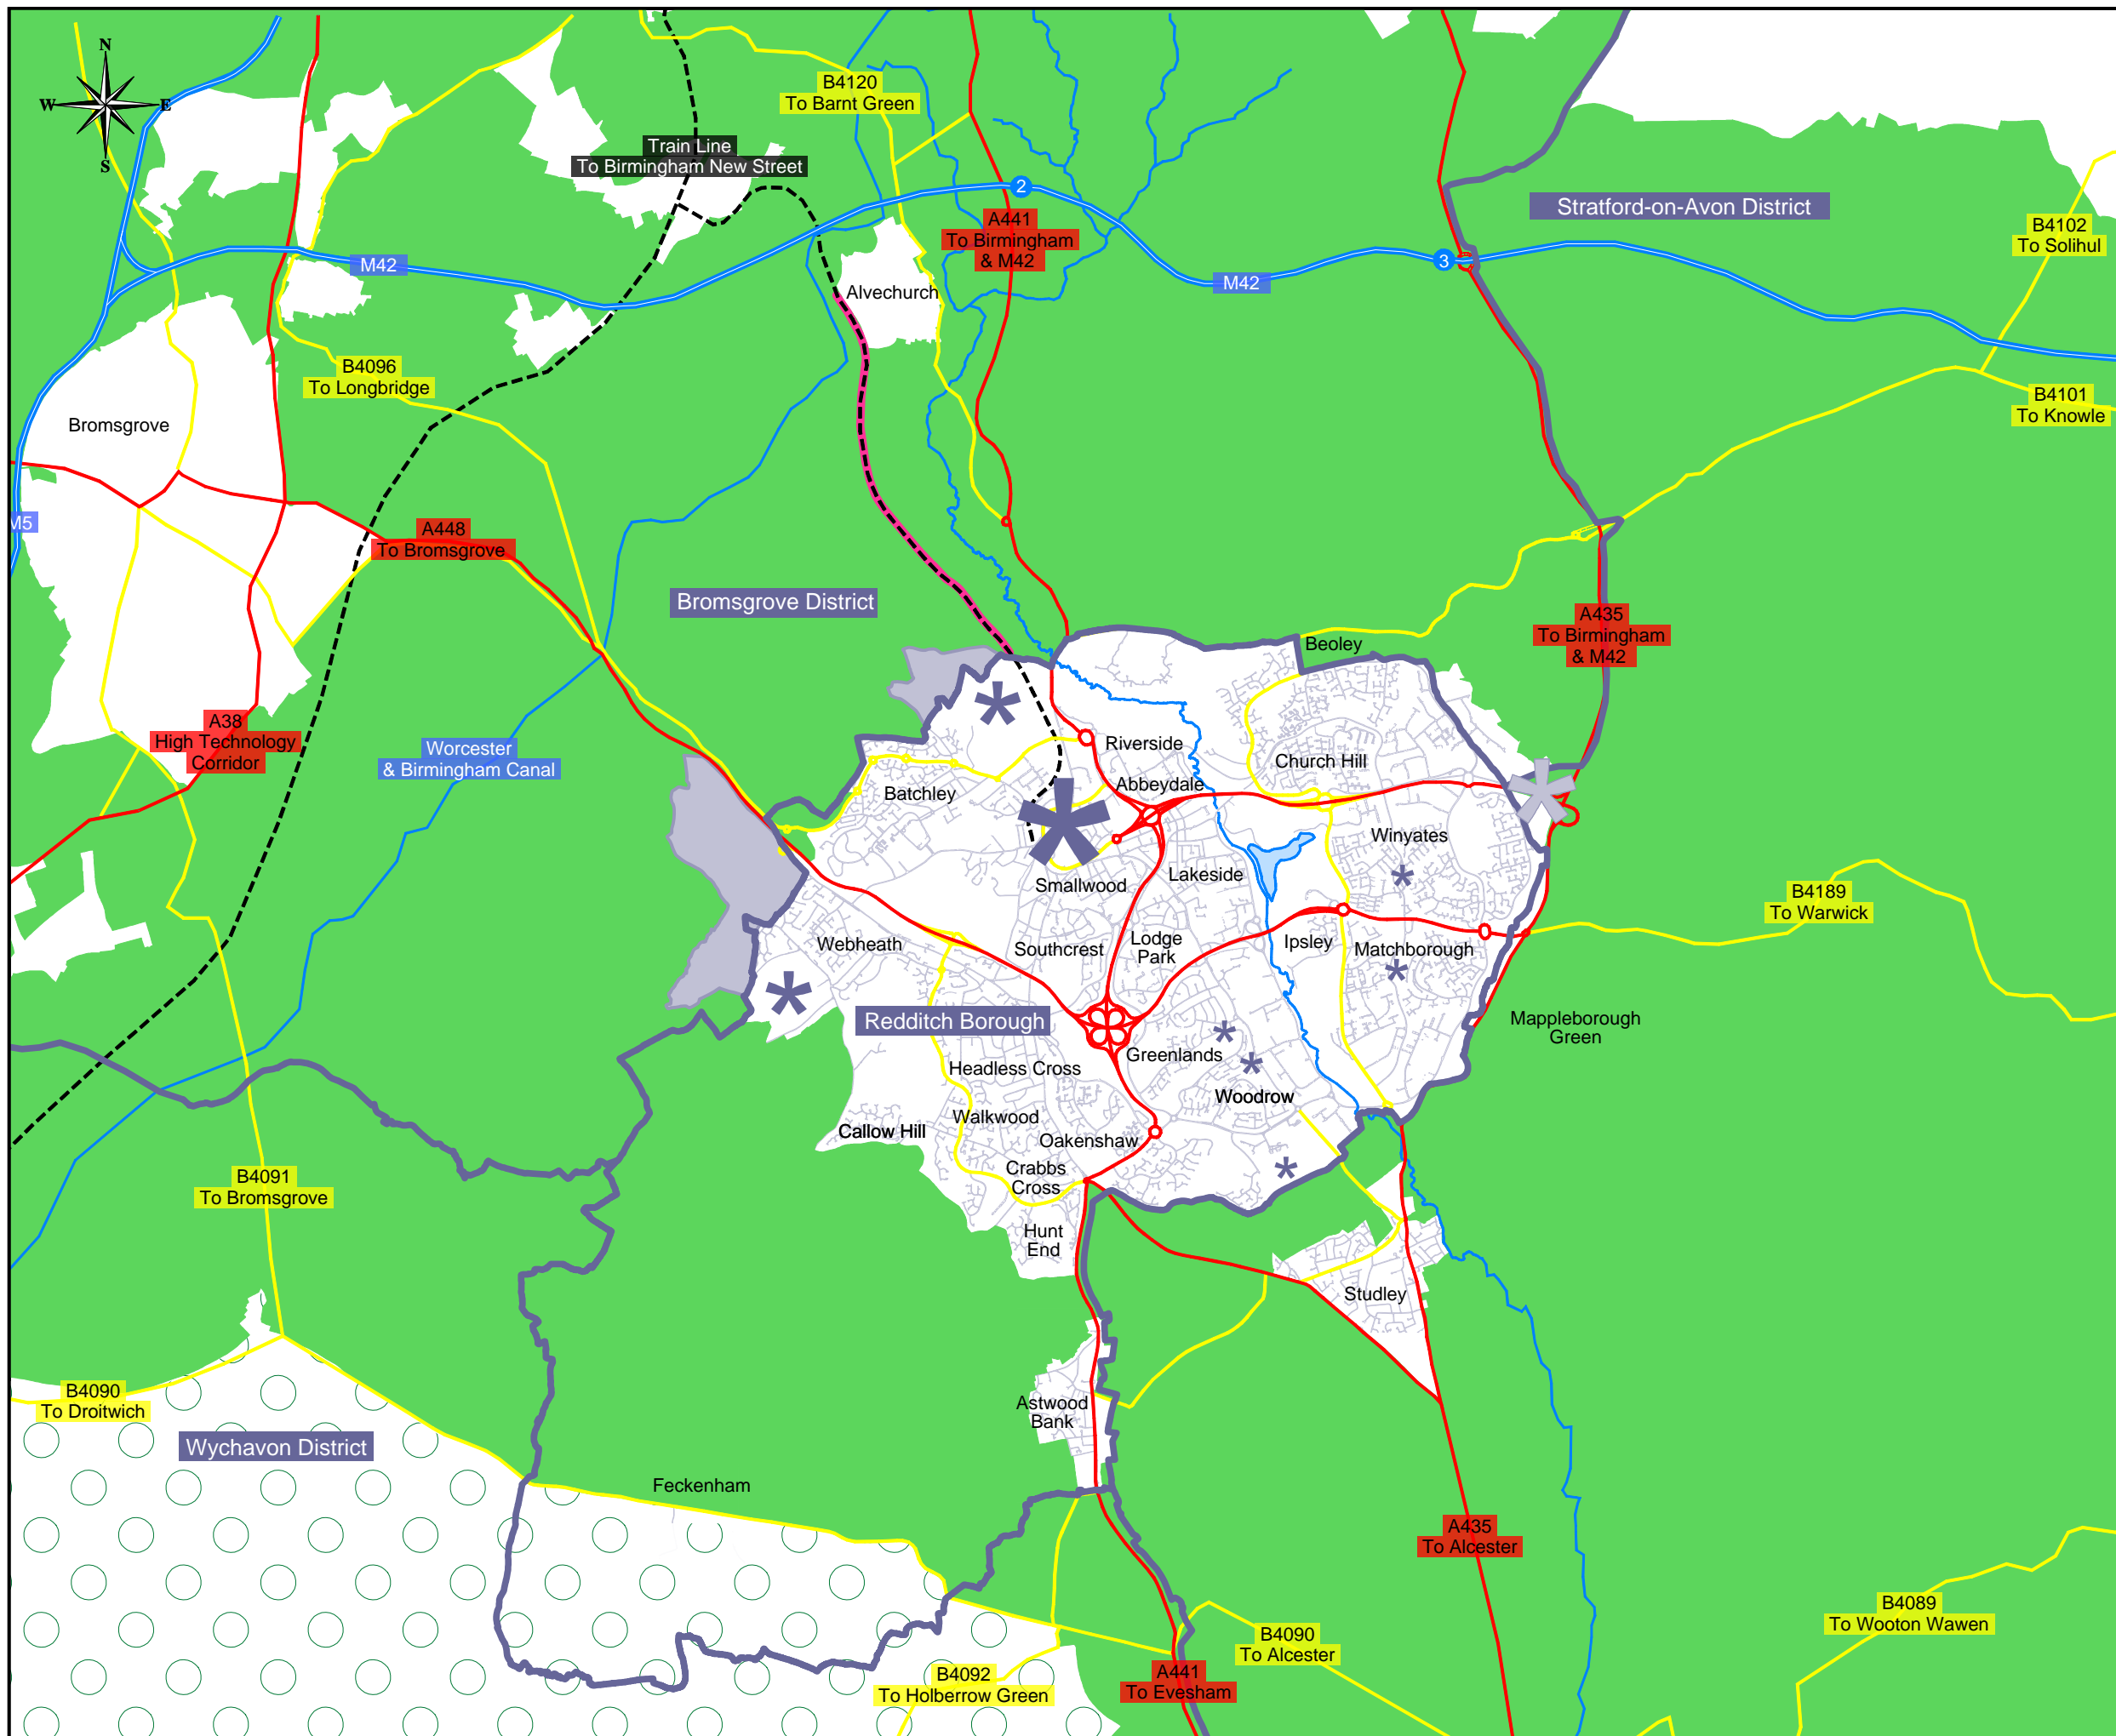 N
W
E
S
B4120
To Barnt Green
Train Line
To Birmingham New Street
2
A441
To Birmingham
& M42
Stratford-on-Avon District
B4102
To Solihul
M42
M42
3
Alvechurch
B4096
To Longbridge
B4101
To Knowle
Bromsgrove
M5
A448
To Bromsgrove
Bromsgrove District
A435
To Birmingham
& M42
Beoley
A38
High Technology
Corridor
Worcester
& Birmingham Canal
Riverside
Church Hill
Abbeydale
Batchley
Winyates
Smallwood
Lakeside
B4189
To Warwick
Webheath
Southcrest
Lodge
Park
Ipsley
Matchborough
Redditch Borough
Mappleborough
Green
Greenlands
Headless Cross
Woodrow
Walkwood
Callow Hill
Oakenshaw
Crabbs
Cross
B4091
To Bromsgrove
Hunt
End
Studley
B4090
To Droitwich
Astwood
Bank
Wychavon District
Feckenham
A435
To Alcester
B4089
To Wooton Wawen
B4090
To Alcester
B4092
To Holberrow Green
A441
To Evesham